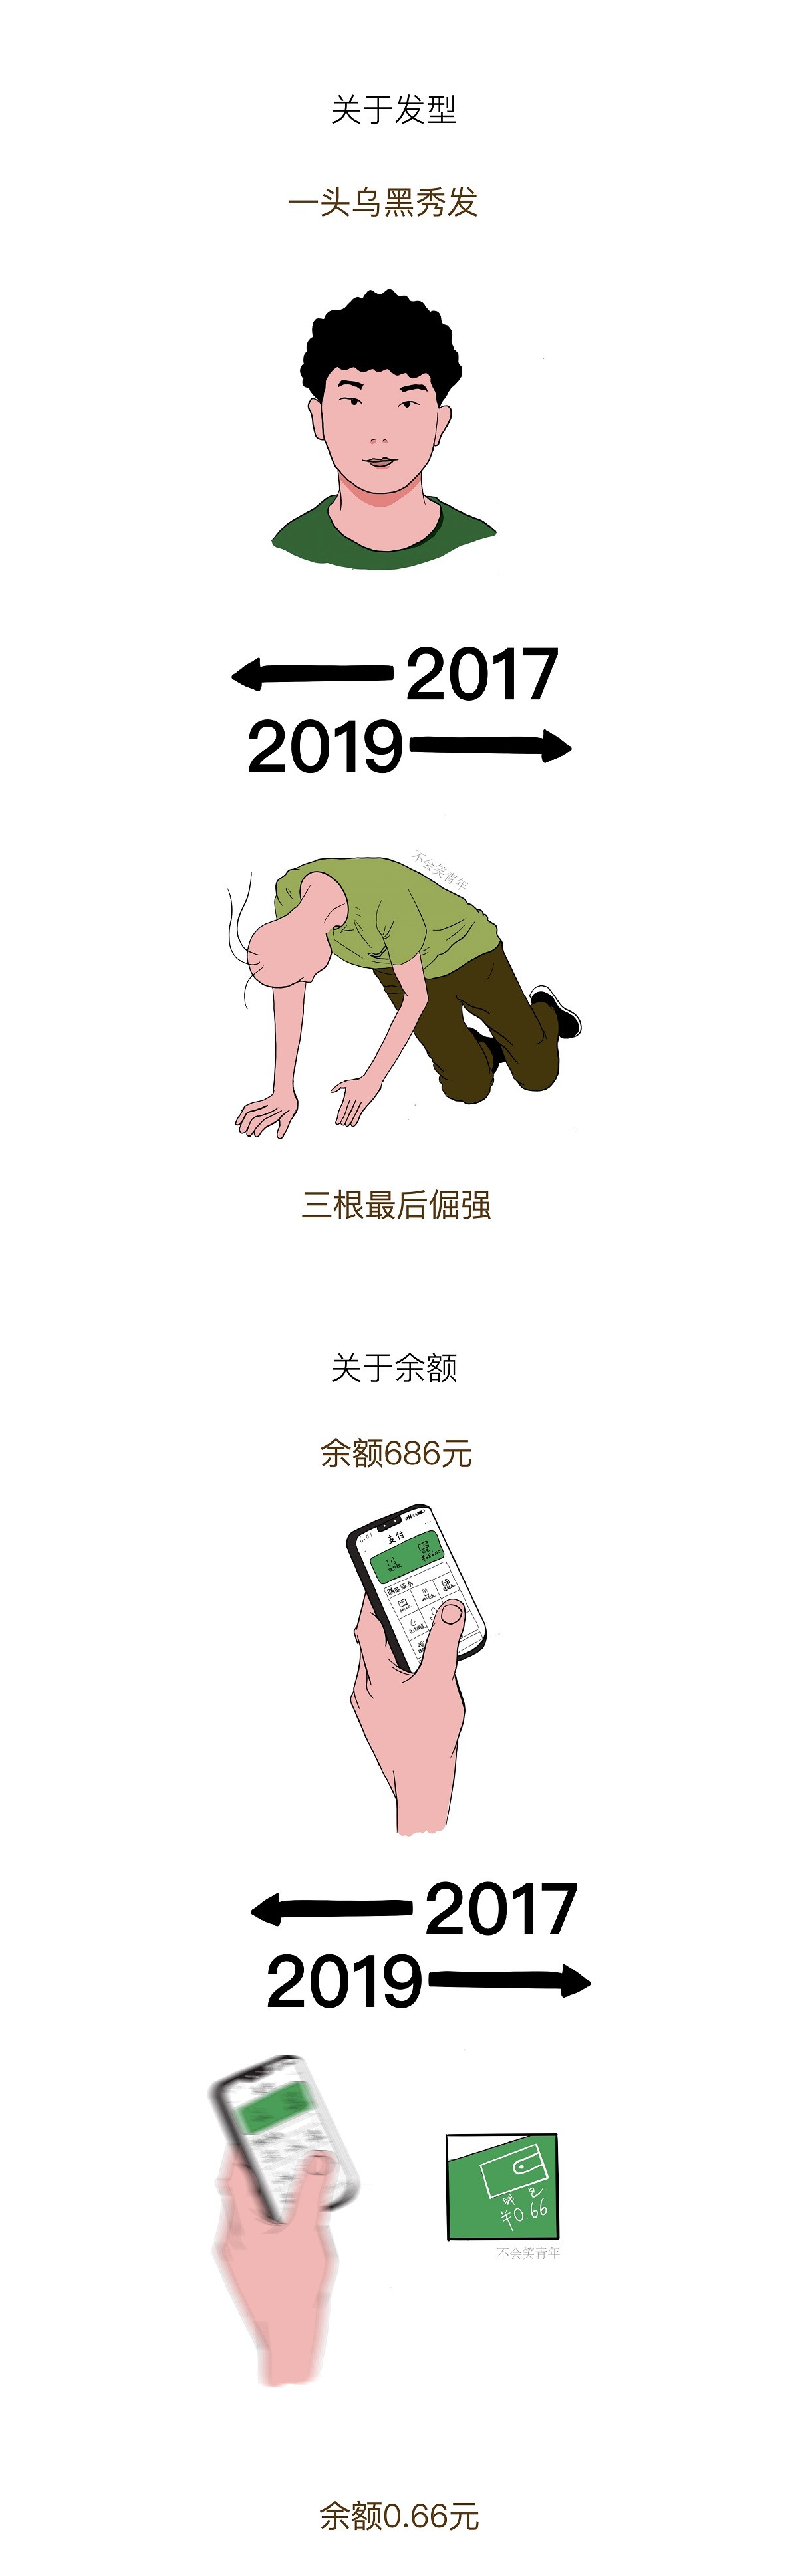 关于发型
一头乌黑秀发
2017
2019
不会笑青年
三根最后倔强
关于余额
余额686元
支付
2017
2019
钱包
¥0.66
不会笑青年
余额0.66元